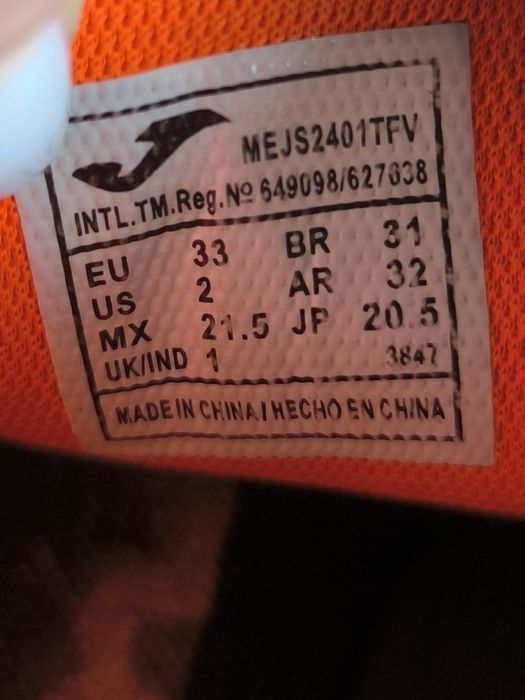 MEJS2401TFV
INTL.TM.Reg.Nº 649098/627638
EU 33 BR 31
US 2 AR 32
MX 21.5 JP 20.5
UK/IND 1 3847
MADE IN CHINA / HECHO EN CHINA